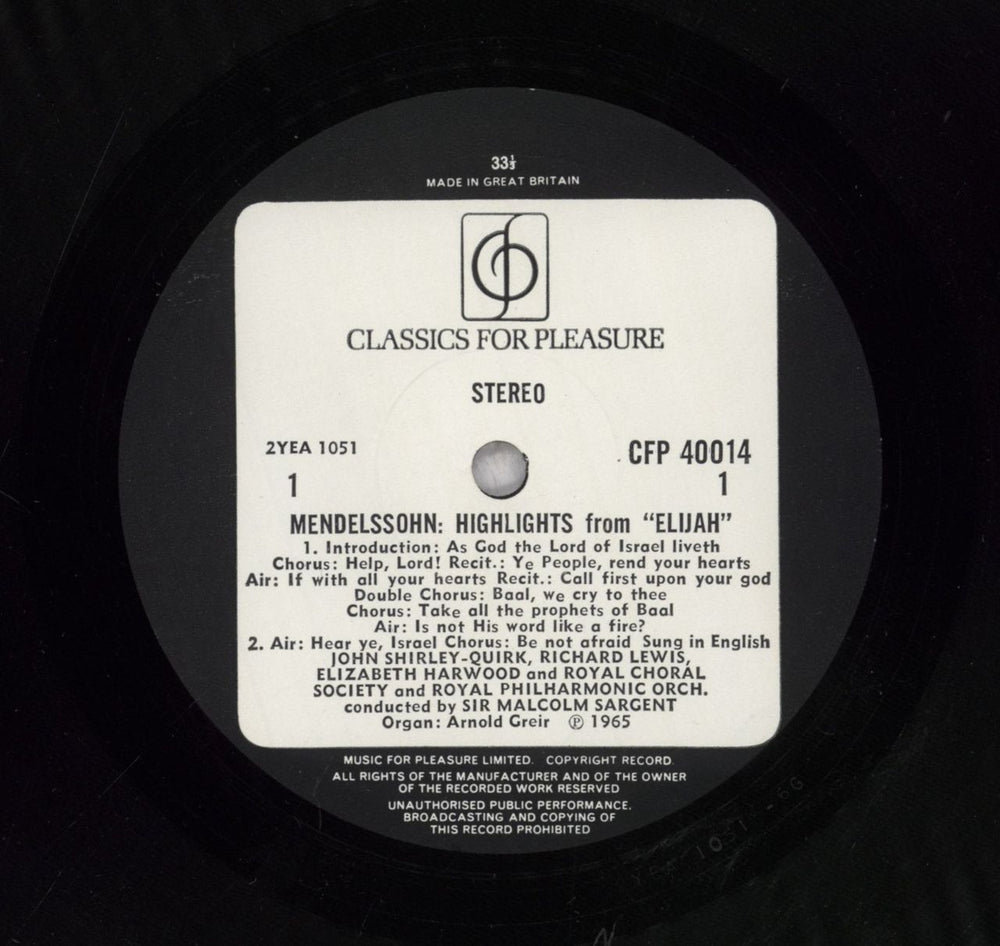 33⅓
MADE IN GREAT BRITAIN
CLASSICS FOR PLEASURE
STEREO
2YEA 1051 CFP 40014
1 1
MENDELSSOHN: HIGHLIGHTS from “ELIJAH”
1. Introduction: As God the Lord of Israel liveth
Chorus: Help, Lord! Recit.: Ye People, rend your hearts
Air: If with all your hearts Recit.: Call first upon your god
Double Chorus: Baal, we cry to thee
Chorus: Take all the prophets of Baal
Air: Is not His word like a fire?
2. Air: Hear ye, Israel Chorus: Be not afraid Sung in English
JOHN SHIRLEY-QUIRK, RICHARD LEWIS,
ELIZABETH HARWOOD and ROYAL CHORAL
SOCIETY and ROYAL PHILHARMONIC ORCH.
conducted by SIR MALCOLM SARGENT
Organ: Arnold Greir ℗ 1965
MUSIC FOR PLEASURE LIMITED. COPYRIGHT RECORD.
ALL RIGHTS OF THE MANUFACTURER AND OF THE OWNER
OF THE RECORDED WORK RESERVED
UNAUTHORISED PUBLIC PERFORMANCE.
BROADCASTING AND COPYING OF
THIS RECORD PROHIBITED